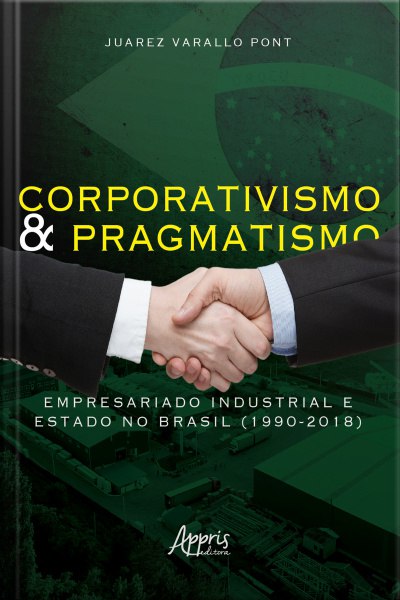 JUAREZ VARALLO PONT
CORPORATIVISMO
& PRAGMATISMO
EMPRESARIADO INDUSTRIAL E
ESTADO NO BRASIL (1990-2018)
Appris
editora